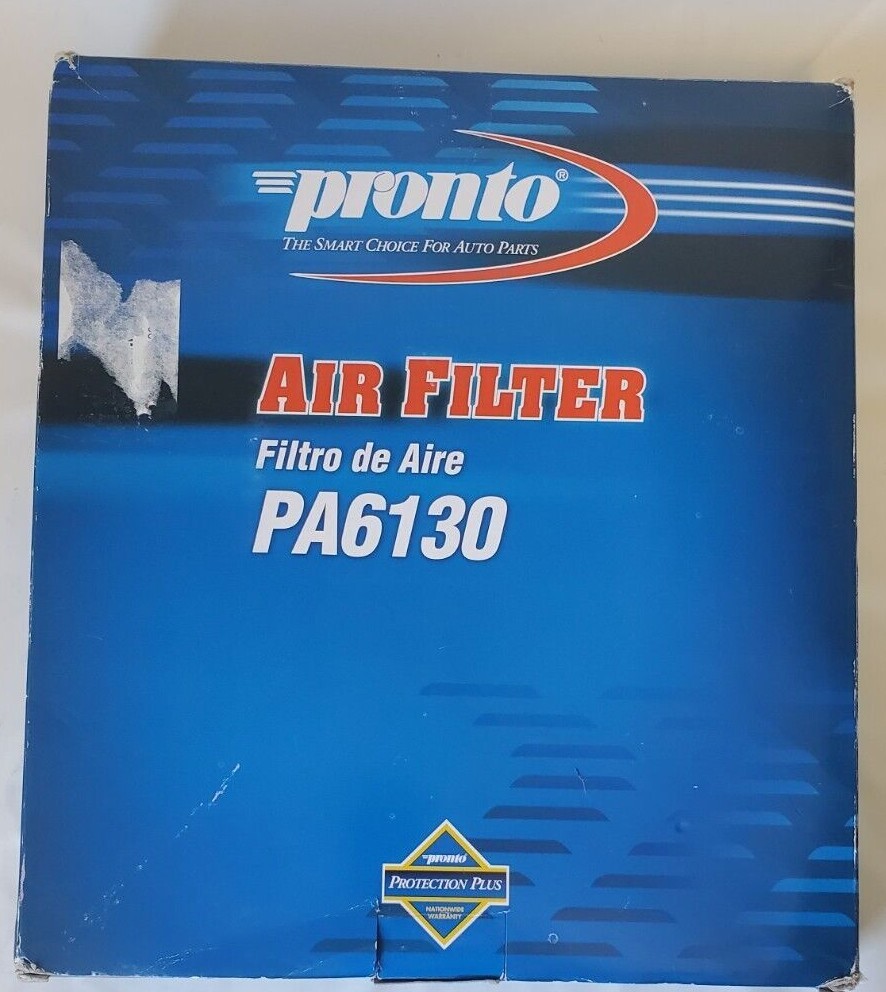 pronto®
THE SMART CHOICE FOR AUTO PARTS
AIR FILTER
Filtro de Aire
PA6130
pronto
PROTECTION PLUS
NATIONWIDE
WARRANTY